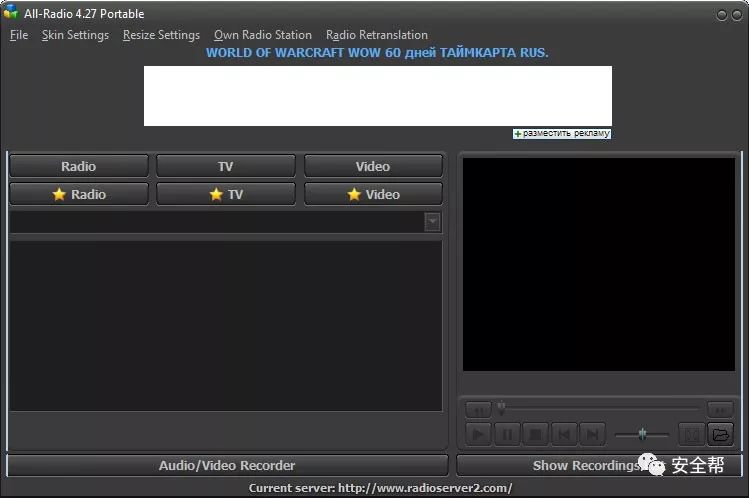 All-Radio 4.27 Portable
File Skin Settings Resize Settings Own Radio Station Radio Retranslation
WORLD OF WARCRAFT WOW 60 дней ТАЙМКАРТА RUS.
разместить рекламу
Radio TV Video
Radio TV Video
Audio/Video Recorder Show Recordings
安全帮
Current server: http://www.radioserver2.com/